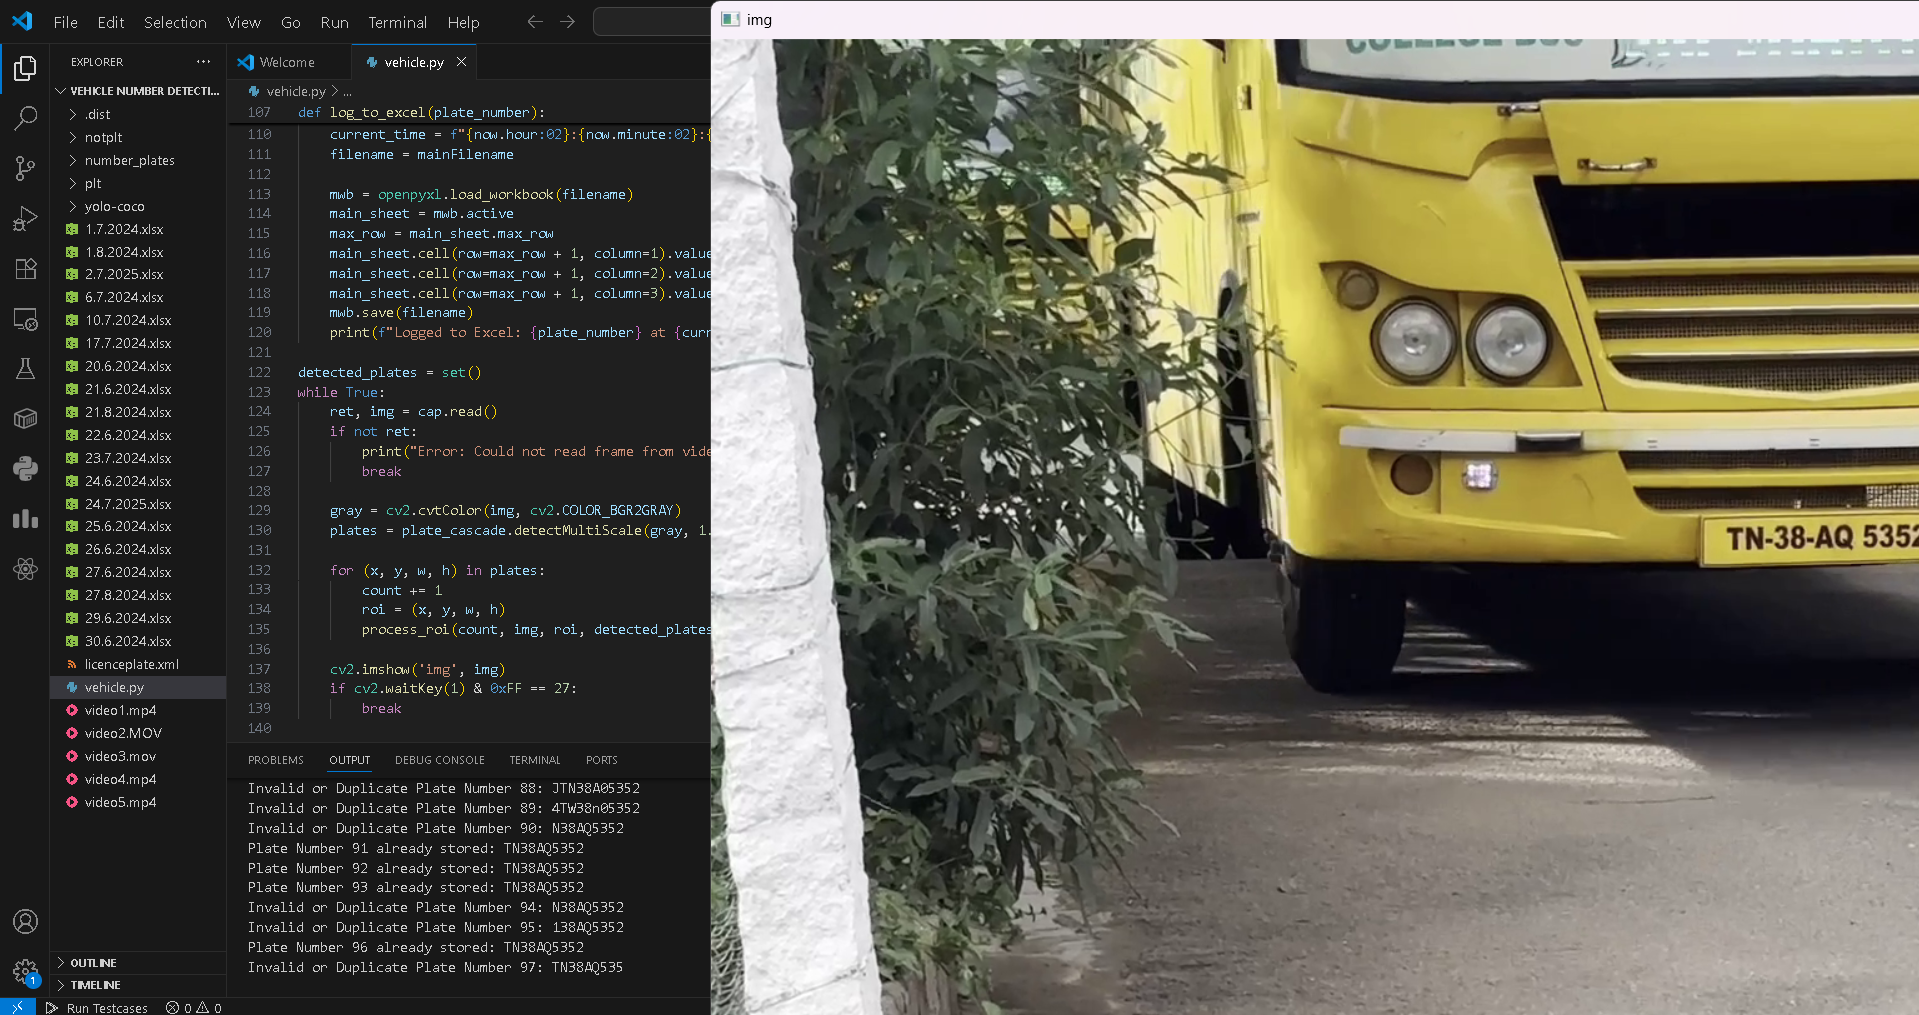 File Edit Selection View Go Run Terminal Help
EXPLORER ...
VEHICLE NUMBER DETECTI...
.dist
notplt
number_plates
plt
yolo-coco
1.7.2024.xlsx
1.8.2024.xlsx
2.7.2025.xlsx
6.7.2024.xlsx
10.7.2024.xlsx
17.7.2024.xlsx
20.6.2024.xlsx
21.6.2024.xlsx
21.8.2024.xlsx
22.6.2024.xlsx
23.7.2024.xlsx
24.6.2024.xlsx
24.7.2025.xlsx
25.6.2024.xlsx
26.6.2024.xlsx
27.6.2024.xlsx
27.8.2024.xlsx
29.6.2024.xlsx
30.6.2024.xlsx
licenceplate.xml
vehicle.py
video1.mp4
video2.MOV
video3.mov
video4.mp4
video5.mp4
OUTLINE
TIMELINE
1
Run Testcases 0 0
Welcome vehicle.py
vehicle.py > ...
107 def log_to_excel(plate_number):
110 current_time = f"{now.hour:02}:{now.minute:02}:{
111 filename = mainFilename
112
113 mwb = openpyxl.load_workbook(filename)
114 main_sheet = mwb.active
115 max_row = main_sheet.max_row
116 main_sheet.cell(row=max_row + 1, column=1).value
117 main_sheet.cell(row=max_row + 1, column=2).value
118 main_sheet.cell(row=max_row + 1, column=3).value
119 mwb.save(filename)
120 print(f"Logged to Excel: {plate_number} at {curr
121
122 detected_plates = set()
123 while True:
124 ret, img = cap.read()
125 if not ret:
126 print("Error: Could not read frame from vide
127 break
128
129 gray = cv2.cvtColor(img, cv2.COLOR_BGR2GRAY)
130 plates = plate_cascade.detectMultiScale(gray, 1.
131
132 for (x, y, w, h) in plates:
133 count += 1
134 roi = (x, y, w, h)
135 process_roi(count, img, roi, detected_plates
136
137 cv2.imshow('img', img)
138 if cv2.waitKey(1) & 0xFF == 27:
139 break
140
PROBLEMS OUTPUT DEBUG CONSOLE TERMINAL PORTS
Invalid or Duplicate Plate Number 88: JTN38A05352
Invalid or Duplicate Plate Number 89: 4TW38n05352
Invalid or Duplicate Plate Number 90: N38AQ5352
Plate Number 91 already stored: TN38AQ5352
Plate Number 92 already stored: TN38AQ5352
Plate Number 93 already stored: TN38AQ5352
Invalid or Duplicate Plate Number 94: N38AQ5352
Invalid or Duplicate Plate Number 95: 138AQ5352
Plate Number 96 already stored: TN38AQ5352
Invalid or Duplicate Plate Number 97: TN38AQ535
img
COLLEGE BUS
TN-38-AQ 5352